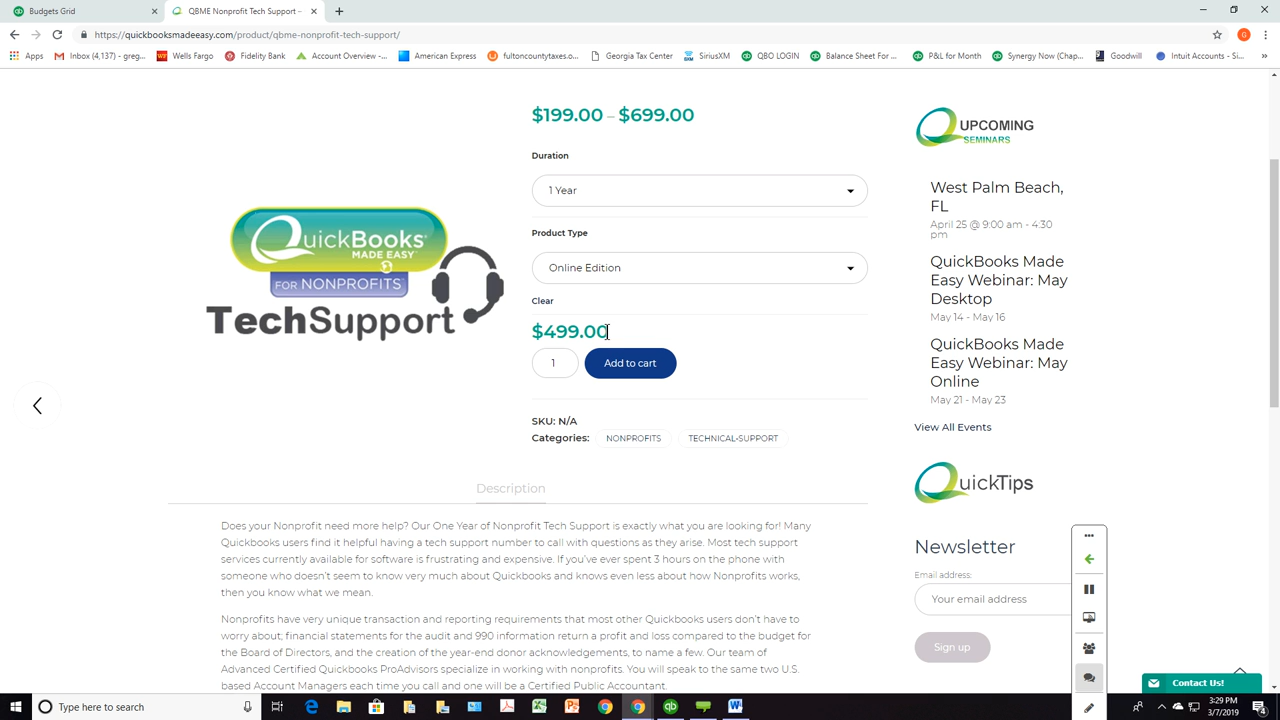 Budgets Grid
QBME Nonprofit Tech Support –
https://quickbooksmadeeasy.com/product/qbme-nonprofit-tech-support/
Apps
Inbox (4,137) - greg...
Wells Fargo
Fidelity Bank
Account Overview -...
American Express
fultoncountytaxes.o...
Georgia Tax Center
SiriusXM
QBO LOGIN
Balance Sheet For ...
P&L for Month
Synergy Now (Chap...
Goodwill
Intuit Accounts - Si...
$199.00 – $699.00
Duration
1 Year
Product Type
Online Edition
Clear
$499.00
1
Add to cart
SKU: N/A
Categories: NONPROFITS TECHNICAL-SUPPORT
QuickBooks
MADE EASY
FOR NONPROFITS
TechSupport
Description
Does your Nonprofit need more help? Our One Year of Nonprofit Tech Support is exactly what you are looking for! Many
Quickbooks users find it helpful having a tech support number to call with questions as they arise. Most tech support
services currently available for software is frustrating and expensive. If you’ve ever spent 3 hours on the phone with
someone who doesn’t seem to know very much about Quickbooks and knows even less about how Nonprofits works,
then you know what we mean.
Nonprofits have very unique transaction and reporting requirements that most other Quickbooks users don’t have to
worry about; financial statements for the audit and 990 information return a profit and loss compared to the budget for
the Board of Directors, and the creation of the year-end donor acknowledgements, to name a few. Our team of
Advanced Certified Quickbooks ProAdvisors specialize in working with nonprofits. You will speak to the same two U.S.
based Account Managers each time you call and one will be a Certified Public Accountant.
UPCOMING
SEMINARS
West Palm Beach,
FL
April 25 @ 9:00 am - 4:30
pm
QuickBooks Made
Easy Webinar: May
Desktop
May 14 - May 16
QuickBooks Made
Easy Webinar: May
Online
May 21 - May 23
View All Events
QuickTips
Newsletter
Email address:
Your email address
Sign up
Contact Us!
Type here to search
3:29 PM
3/7/2019